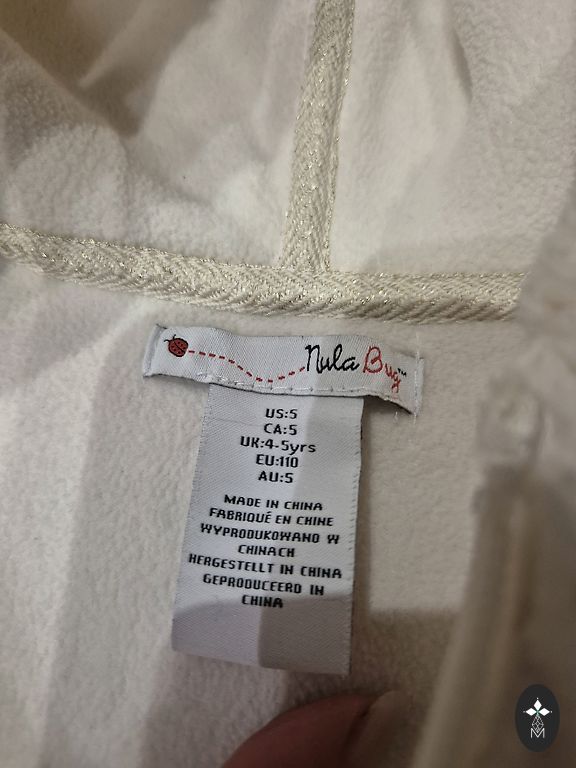 Nula Bug™
US:5
CA:5
UK:4-5yrs
EU:110
AU:5
MADE IN CHINA
FABRIQUÉ EN CHINE
WYPRODUKOWANO W
CHINACH
HERGESTELLT IN CHINA
GEPRODUCEERD IN
CHINA
M